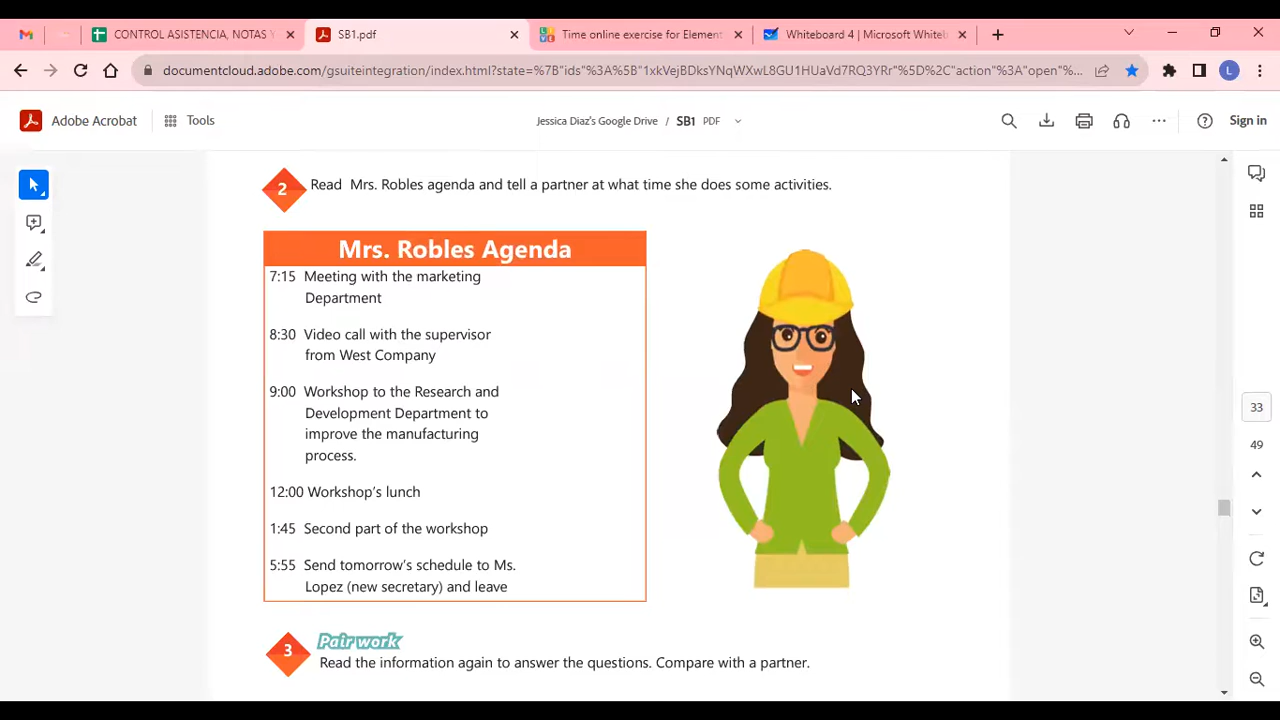 CONTROL ASISTENCIA, NOTAS
SB1.pdf
Time online exercise for Element
Whiteboard 4 | Microsoft White
documentcloud.adobe.com/gsuiteintegration/index.html?state=%7B"ids"%3A%5B"1xkVejBDksYNqWXwL8GU1HUaVd7RQ3YRr"%5D%2C"action"%3A"open"%...
L
Adobe Acrobat
Tools
Jessica Diaz's Google Drive / SB1 PDF
Sign in
2 Read Mrs. Robles agenda and tell a partner at what time she does some activities.
Mrs. Robles Agenda
7:15 Meeting with the marketing
Department
8:30 Video call with the supervisor
from West Company
9:00 Workshop to the Research and
Development Department to
improve the manufacturing
process.
12:00 Workshop's lunch
1:45 Second part of the workshop
5:55 Send tomorrow's schedule to Ms.
Lopez (new secretary) and leave
33
49
3 Pair work
Read the information again to answer the questions. Compare with a partner.